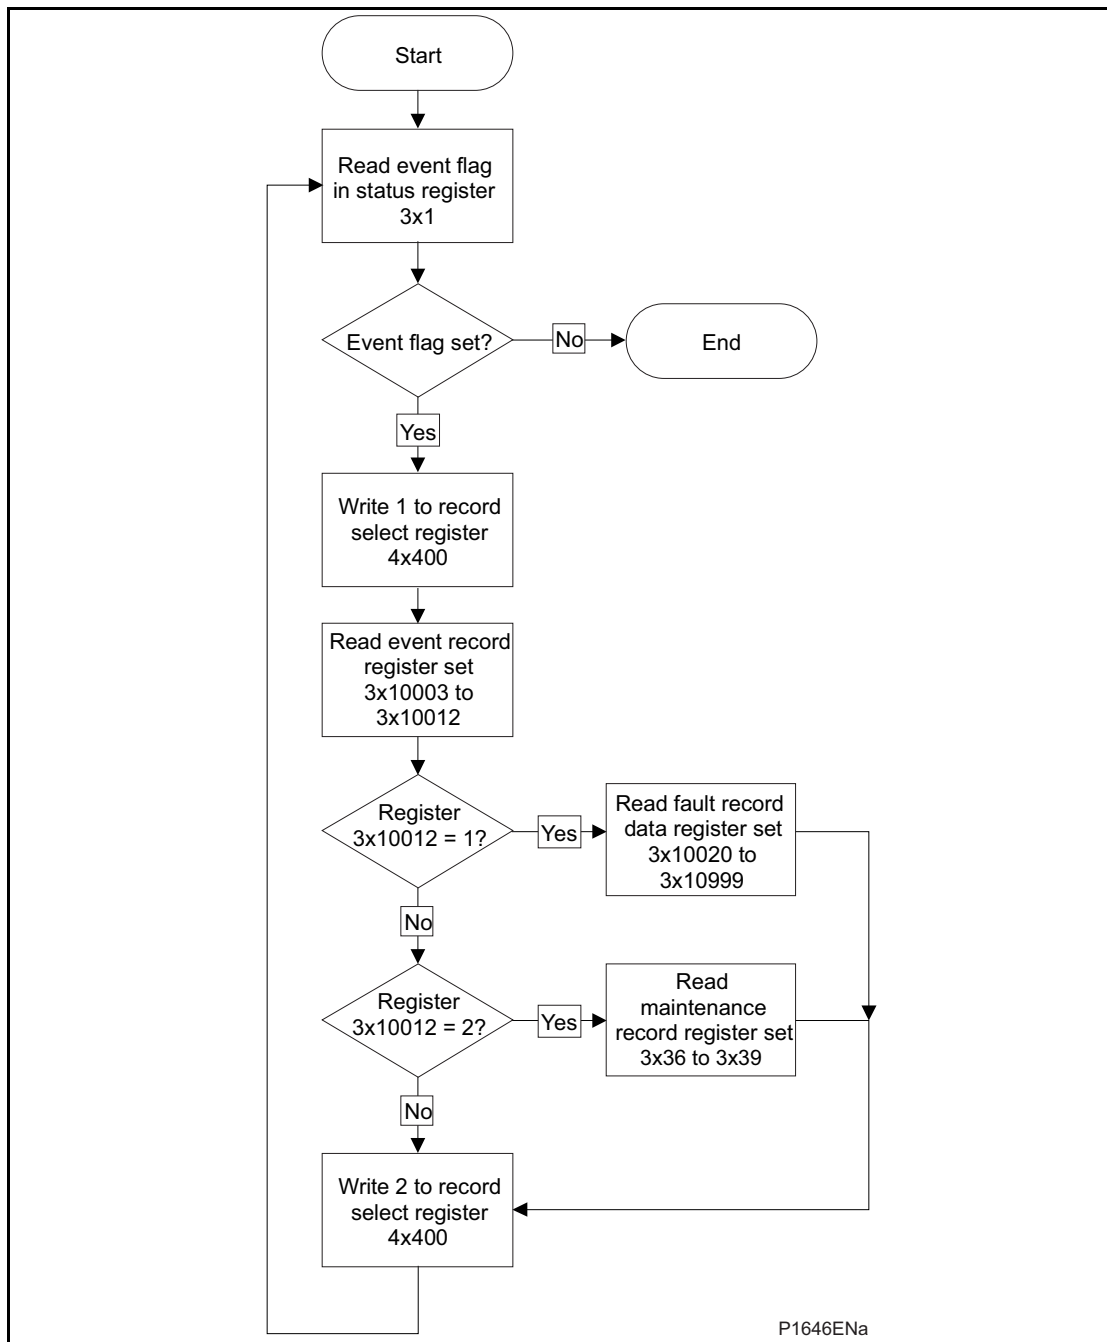 Start
Read event flag
in status register
3x1
Event flag set?
No
End
Yes
Write 1 to record
select register
4x400
Read event record
register set
3x10003 to
3x10012
Register
3x10012 = 1?
Yes
Read fault record
data register set
3x10020 to
3x10999
No
Register
3x10012 = 2?
Yes
Read
maintenance
record register set
3x36 to 3x39
No
Write 2 to record
select register
4x400
P1646ENa